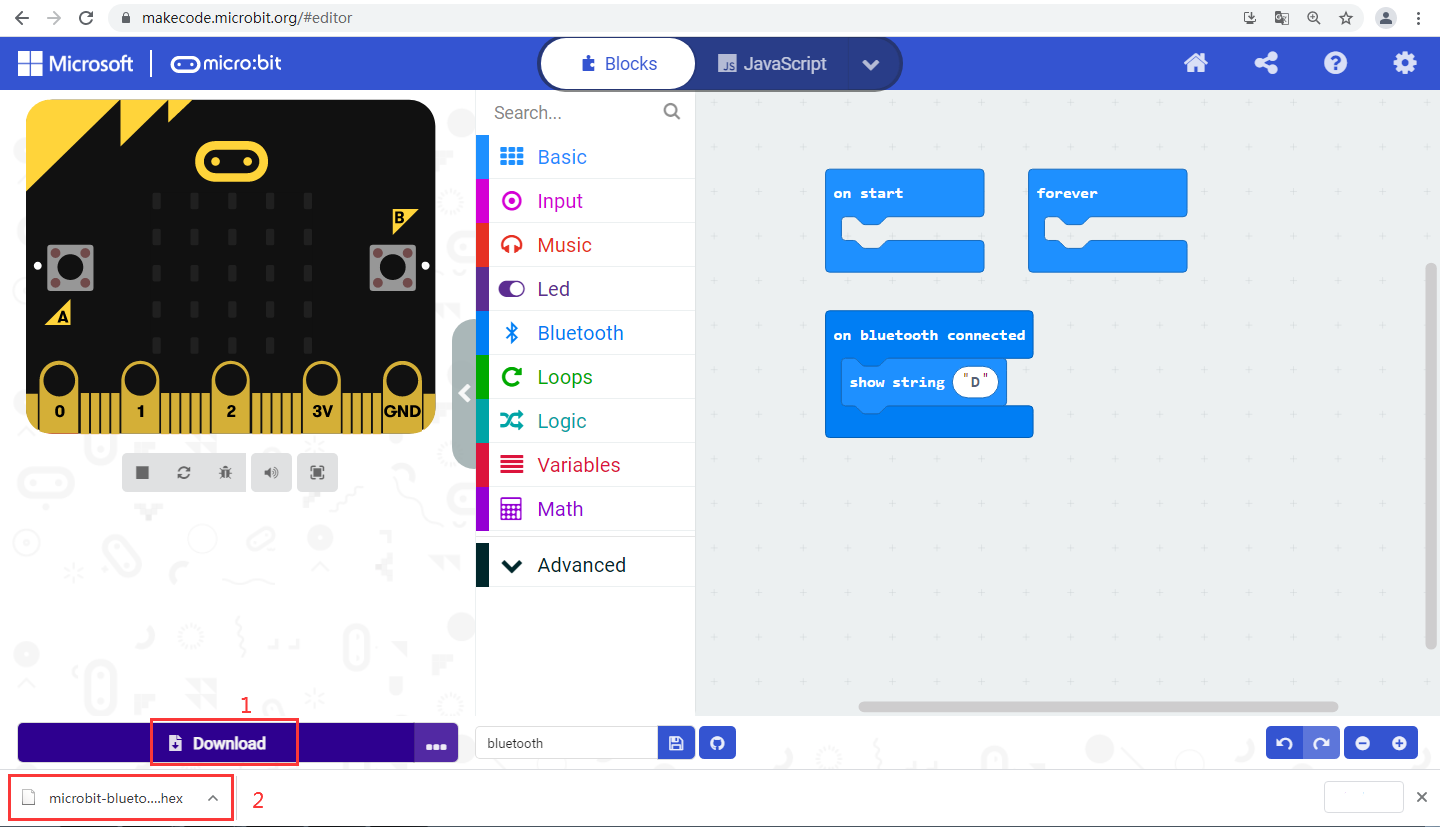 makecode.microbit.org/#editor
Microsoft
micro:bit
Blocks
JS JavaScript
B
A
0 1 2 3V GND
Search...
Basic
Input
Music
Led
Bluetooth
Loops
Logic
Variables
Math
Advanced
on start
forever
on bluetooth connected
show string "D"
1
Download
bluetooth
microbit-blueto....hex
2